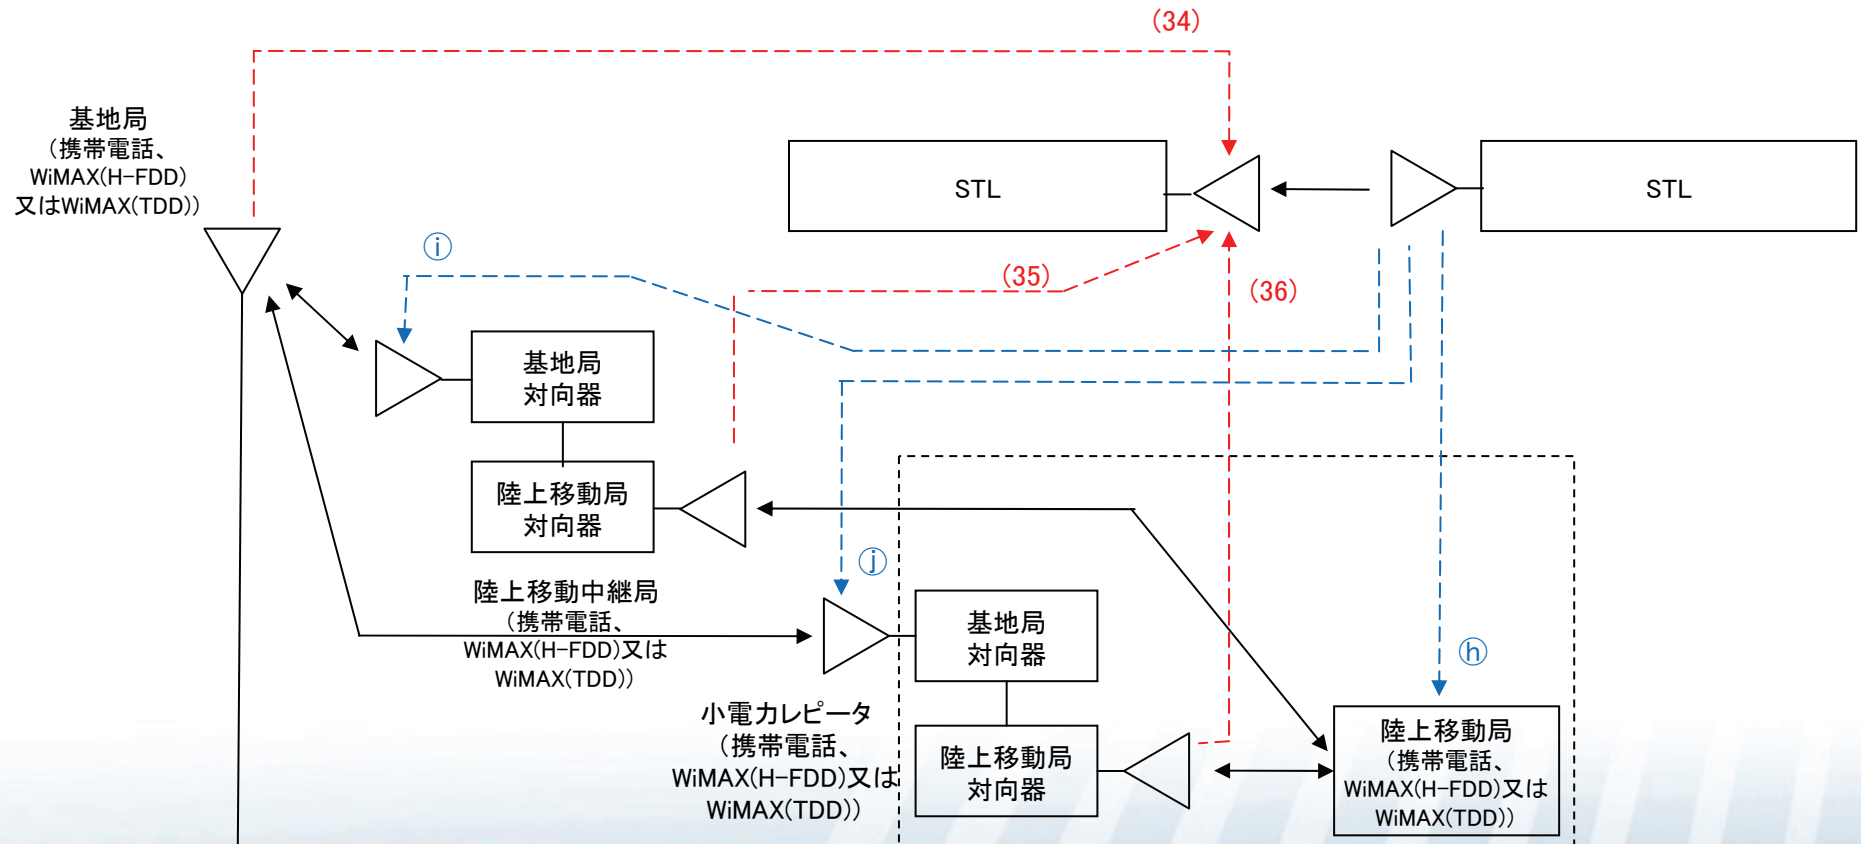 (34)
基地局
(携帯電話、
WiMAX(H-FDD)
又はWiMAX(TDD))
STL
STL
ⓘ
(35)
(36)
基地局
対向器
陸上移動局
対向器
ⓙ
陸上移動中継局
(携帯電話、
WiMAX(H-FDD)又は
WiMAX(TDD))
基地局
対向器
ⓗ
小電力レピータ
(携帯電話、
WiMAX(H-FDD)又は
WiMAX(TDD))
陸上移動局
対向器
陸上移動局
(携帯電話、
WiMAX(H-FDD)又は
WiMAX(TDD))